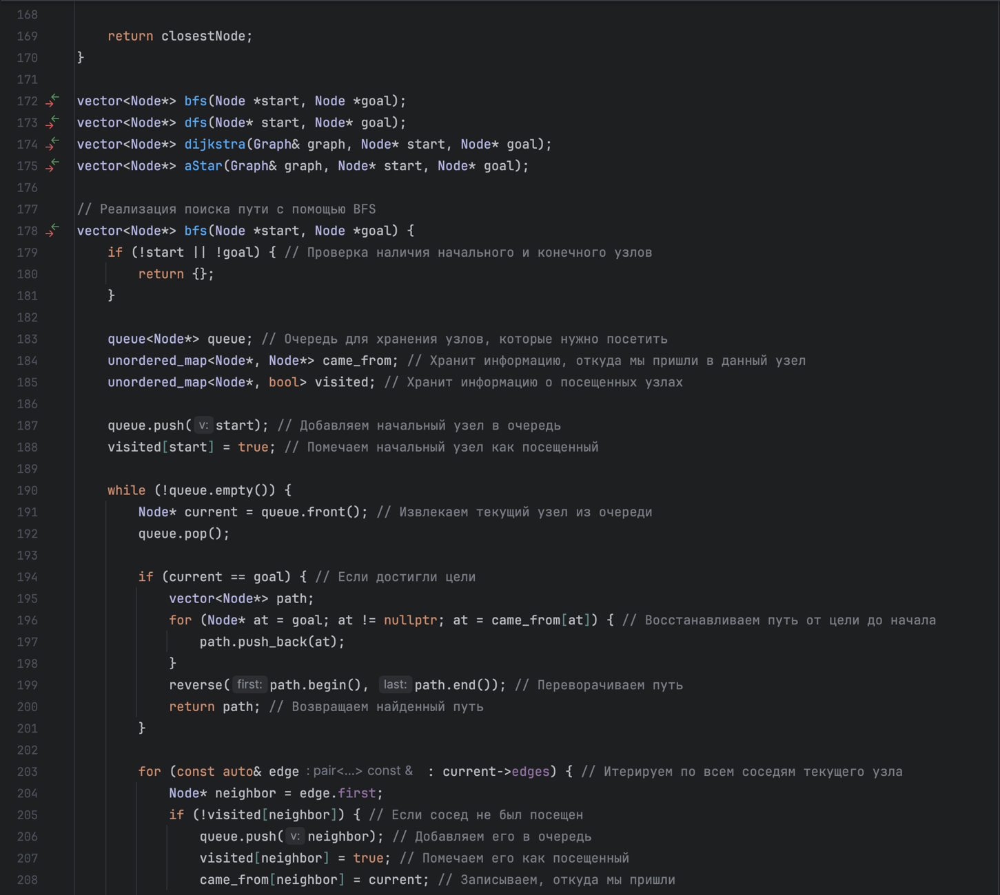 168
169 return closestNode;
170 }
171
172 vector<Node*> bfs(Node *start, Node *goal);
173 vector<Node*> dfs(Node* start, Node* goal);
174 vector<Node*> dijkstra(Graph& graph, Node* start, Node* goal);
175 vector<Node*> aStar(Graph& graph, Node* start, Node* goal);
176
177 // Реализация поиска пути с помощью BFS
178 vector<Node*> bfs(Node *start, Node *goal) {
179 if (!start || !goal) { // Проверка наличия начального и конечного узлов
180 return {};
181 }
182
183 queue<Node*> queue; // Очередь для хранения узлов, которые нужно посетить
184 unordered_map<Node*, Node*> came_from; // Хранит информацию, откуда мы пришли в данный узел
185 unordered_map<Node*, bool> visited; // Хранит информацию о посещенных узлах
186
187 queue.push( v: start); // Добавляем начальный узел в очередь
188 visited[start] = true; // Помечаем начальный узел как посещенный
189
190 while (!queue.empty()) {
191 Node* current = queue.front(); // Извлекаем текущий узел из очереди
192 queue.pop();
193
194 if (current == goal) { // Если достигли цели
195 vector<Node*> path;
196 for (Node* at = goal; at != nullptr; at = came_from[at]) { // Восстанавливаем путь от цели до начала
197 path.push_back(at);
198 }
199 reverse( first: path.begin(), last: path.end()); // Переворачиваем путь
200 return path; // Возвращаем найденный путь
201 }
202
203 for (const auto& edge : pair<...> const & : current->edges) { // Итерируем по всем соседям текущего узла
204 Node* neighbor = edge.first;
205 if (!visited[neighbor]) { // Если сосед не был посещен
206 queue.push( v: neighbor); // Добавляем его в очередь
207 visited[neighbor] = true; // Помечаем его как посещенный
208 came_from[neighbor] = current; // Записываем, откуда мы пришли